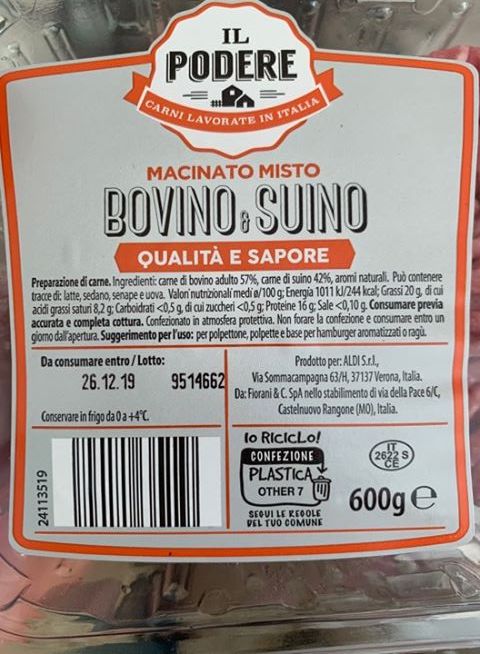 IL
PODERE
CARNI LAVORATE IN ITALIA
MACINATO MISTO
BOVINO & SUINO
QUALITÀ E SAPORE
Preparazione di carne. Ingredienti: carne di bovino adulto 57%, carne di suino 42%, aromi naturali. Può contenere
tracce di: latte, sedano, senape e uova. Valori nutrizionali medi ø/100 g; Energia 1011 kJ/244 kcal; Grassi 20 g, di cui
acidi grassi saturi 8,2 g; Carboidrati <0,5 g, di cui zuccheri <0,5 g; Proteine 16 g; Sale <0,10 g. Consumare previa
accurata e completa cottura. Confezionato in atmosfera protettiva. Non forare la confezione e consumare entro un
giorno dall'apertura. Suggerimento per l'uso: per polpettone, polpette e base per hamburger aromatizzati o ragù.
Da consumare entro / Lotto:
26.12.19 9514662
Conservare in frigo da 0 a +4°C.
Prodotto per: ALDI S.r.l.,
Via Sommacampagna 63/H, 37137 Verona, Italia.
Da: Fiorani & C. SpA nello stabilimento di via della Pace 6/C,
Castelnuovo Rangone (MO), Italia.
24113519
Io RICICLo!
CONFEZIONE
PLASTICA
OTHER 7
SEGUI LE REGOLE
DEL TUO COMUNE
IT
2622 S
CE
600g e